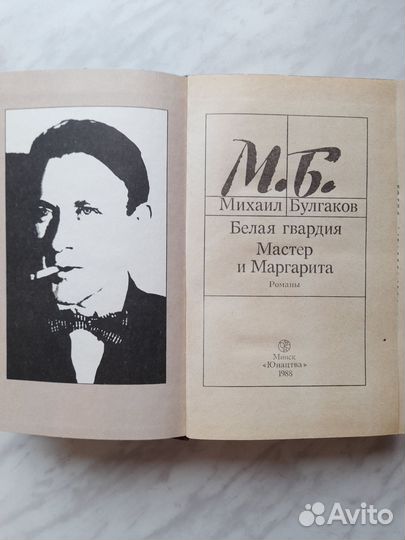 М.Б.
Михаил Булгаков
Белая гвардия
Мастер
и Маргарита
Романы
Минск
«Юнацтва»
1988
Avito